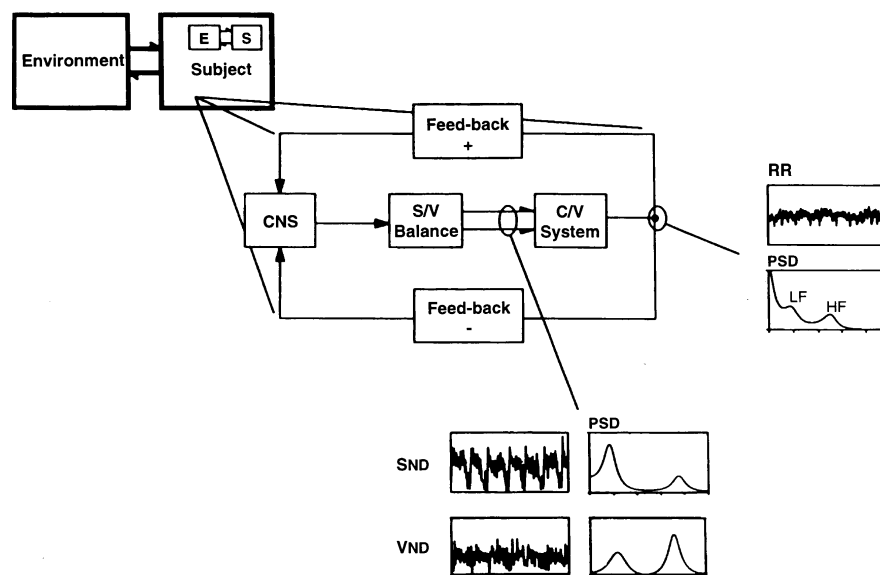 E S
Environment
Subject
Feed-back
+
RR
CNS
S/V
Balance
C/V
System
PSD
LF
HF
Feed-back
-
PSD
SND
VND